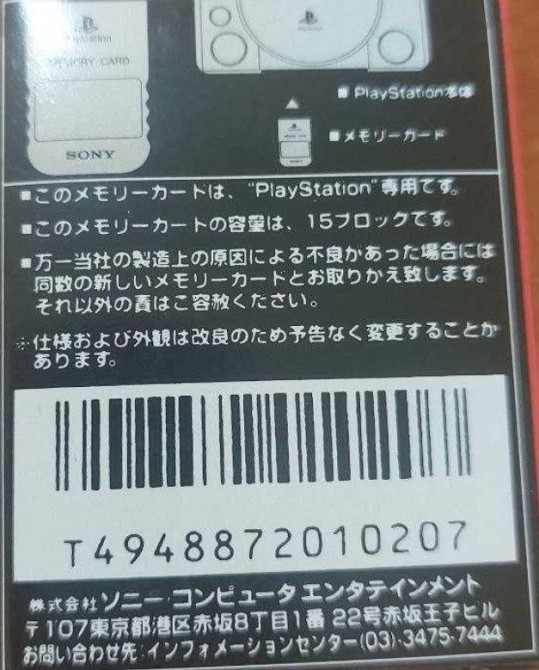 PlayStation
MEMORY CARD
SONY
■ PlayStation本体
■ メモリーカード
■このメモリーカードは、"PlayStation"専用です。
■このメモリーカードの容量は、15ブロックです。
■万一当社の製造上の原因による不良があった場合には
同数の新しいメモリーカードとお取りかえ致します。
それ以外の責はご容赦ください。
※仕様および外観は改良のため予告なく変更することが
あります。
T4948872010207
株式会社 ソニー・コンピュータエンタテインメント
〒107東京都港区赤坂8丁目1番 22号赤坂王子ビル
お問い合わせ先:インフォメーションセンター(03)-3475-7444